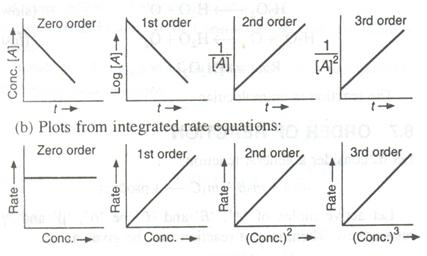 Zero order
1st order
2nd order
3rd order
Conc. [A] →
Log [A] →
1
[A]
1
[A]²
t →
t →
t →
t →
(b) Plots from integrated rate equations:
Zero order
1st order
2nd order
3rd order
Rate →
Rate →
Rate →
Rate →
Conc. →
Conc. →
(Conc.)² →
(Conc.)³ →